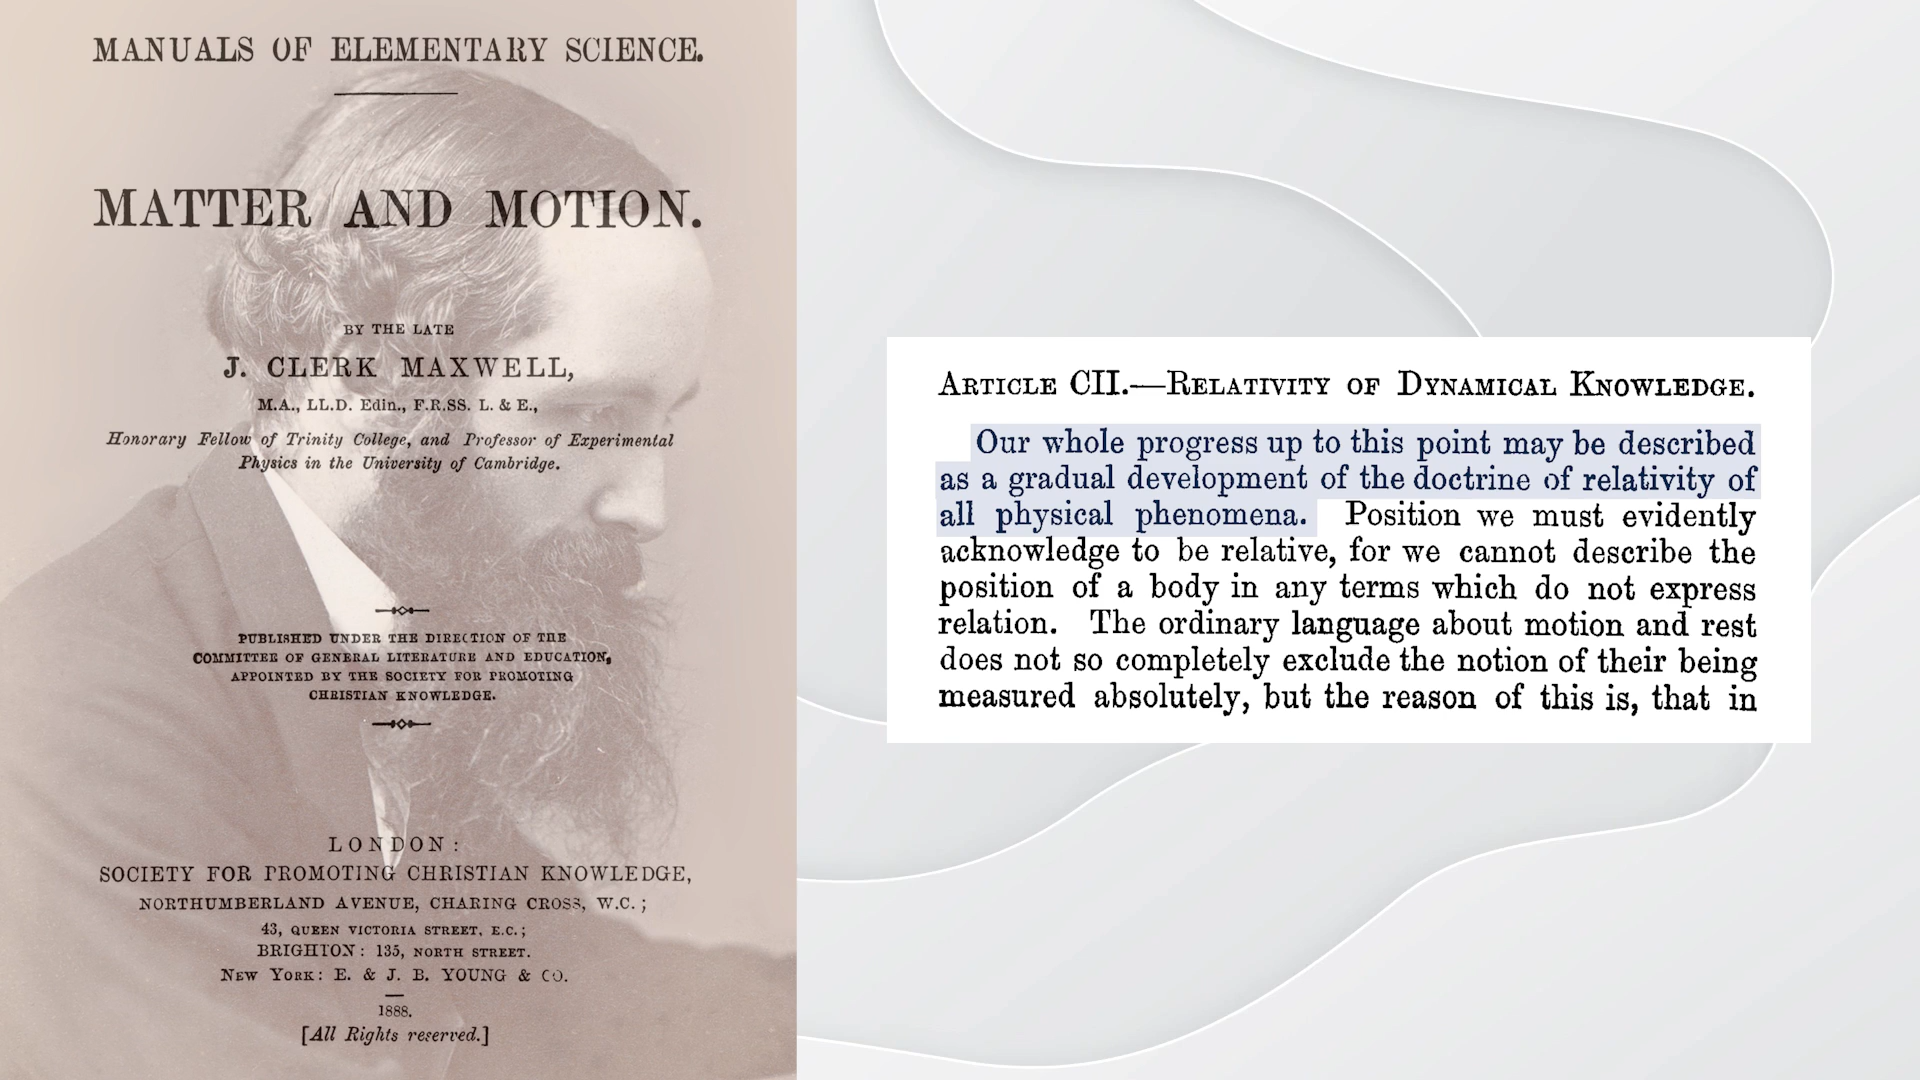 MANUALS OF ELEMENTARY SCIENCE.
MATTER AND MOTION.
BY THE LATE
J. CLERK MAXWELL,
M.A., LL.D. Edin., F.R.SS. L. & E.,
Honorary Fellow of Trinity College, and Professor of Experimental
Physics in the University of Cambridge.
PUBLISHED UNDER THE DIRECTION OF THE
COMMITTEE OF GENERAL LITERATURE AND EDUCATION,
APPOINTED BY THE SOCIETY FOR PROMOTING
CHRISTIAN KNOWLEDGE.
LONDON:
SOCIETY FOR PROMOTING CHRISTIAN KNOWLEDGE,
NORTHUMBERLAND AVENUE, CHARING CROSS, W.C.;
43, QUEEN VICTORIA STREET, E.C.;
BRIGHTON: 135, NORTH STREET.
NEW YORK: E. & J. B. YOUNG & CO.
1888.
[All Rights reserved.]
ARTICLE CII.—RELATIVITY OF DYNAMICAL KNOWLEDGE.
Our whole progress up to this point may be described
as a gradual development of the doctrine of relativity of
all physical phenomena. Position we must evidently
acknowledge to be relative, for we cannot describe the
position of a body in any terms which do not express
relation. The ordinary language about motion and rest
does not so completely exclude the notion of their being
measured absolutely, but the reason of this is, that in